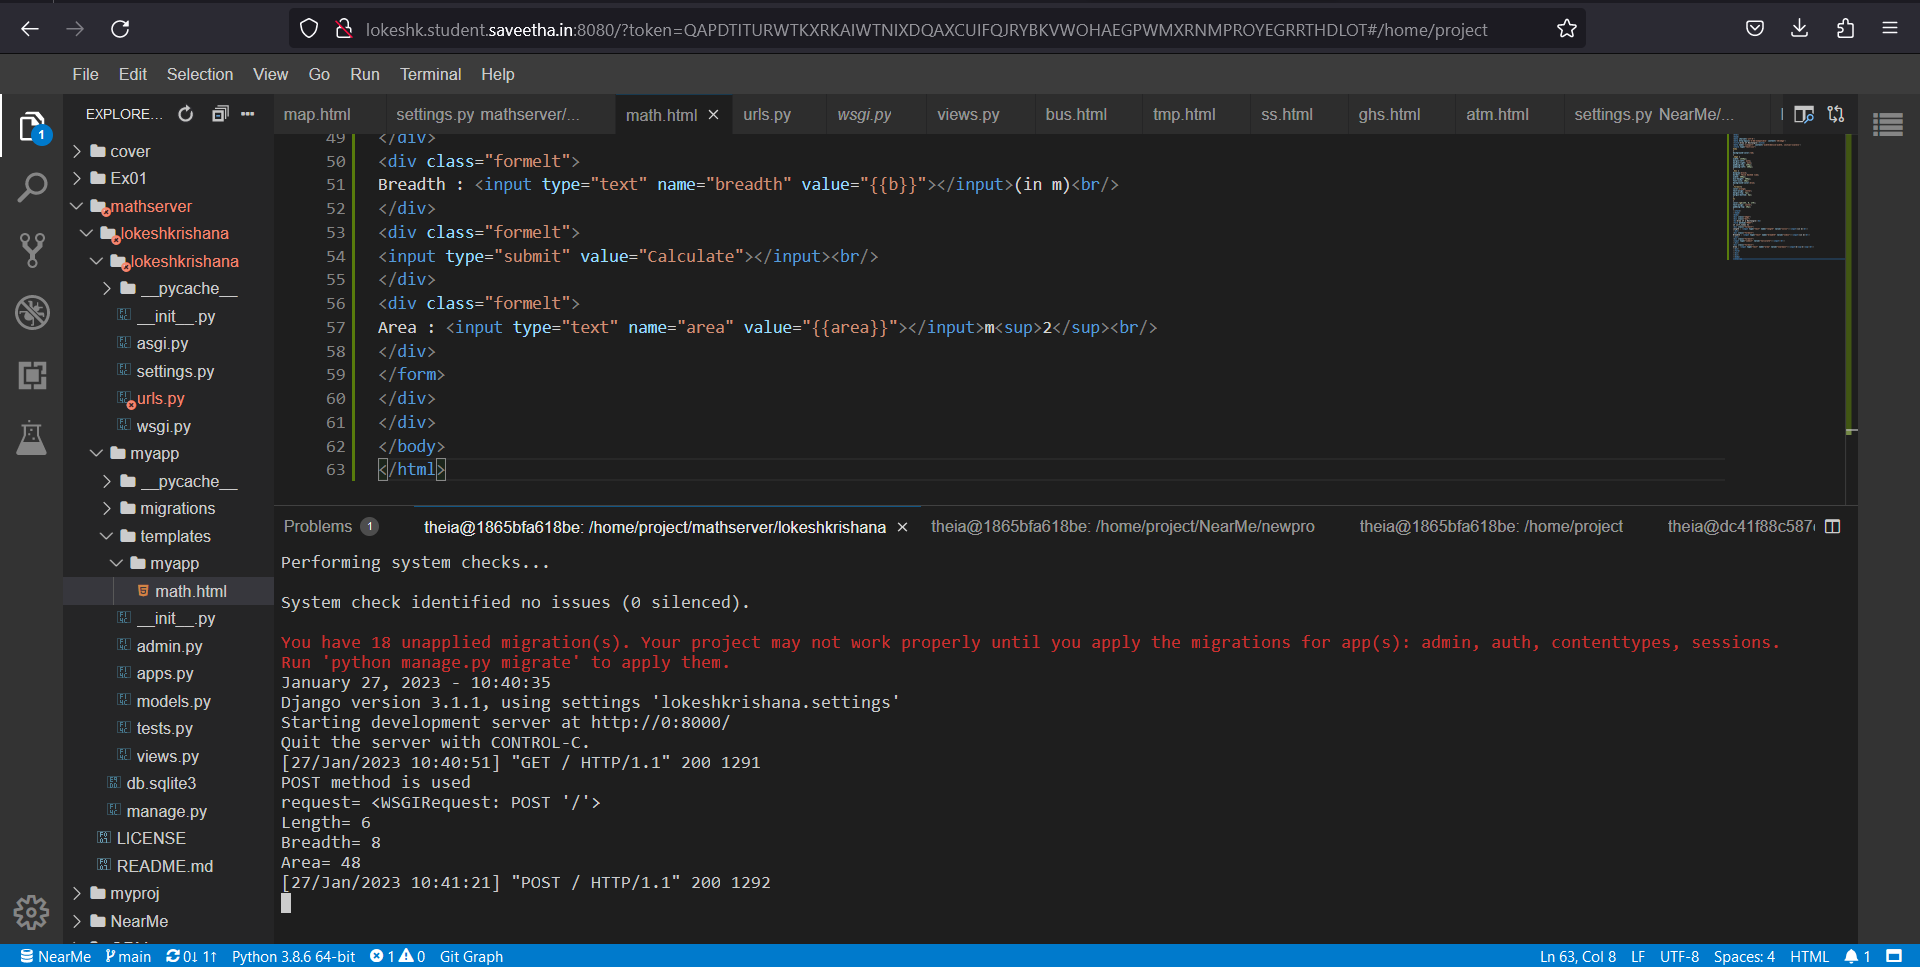 lokeshk.student.saveetha.in:8080/?token=QAPDTITURWTKXRKAIWTNIXDQAXCUIFQJRYBKVWOHAEGPWMXRNMPROYEGRRTHDLOT#/home/project
File Edit Selection View Go Run Terminal Help
EXPLORE...
map.html settings.py mathserver/... math.html urls.py wsgi.py views.py bus.html tmp.html ss.html ghs.html atm.html settings.py NearMe/...
1
cover
Ex01
mathserver
lokeshkrishana
lokeshkrishana
__pycache__
__init__.py
asgi.py
settings.py
urls.py
wsgi.py
myapp
__pycache__
migrations
templates
myapp
math.html
__init__.py
admin.py
apps.py
models.py
tests.py
views.py
db.sqlite3
manage.py
LICENSE
README.md
myproj
NearMe
49 </div>
50 <div class="formelt">
51 Breadth : <input type="text" name="breadth" value="{{b}}"></input>(in m)<br/>
52 </div>
53 <div class="formelt">
54 <input type="submit" value="Calculate"></input><br/>
55 </div>
56 <div class="formelt">
57 Area : <input type="text" name="area" value="{{area}}"></input>m<sup>2</sup><br/>
58 </div>
59 </form>
60 </div>
61 </div>
62 </body>
63 </html>
Problems 1 theia@1865bfa618be: /home/project/mathserver/lokeshkrishana theia@1865bfa618be: /home/project/NearMe/newpro theia@1865bfa618be: /home/project theia@dc41f88c587
Performing system checks...
System check identified no issues (0 silenced).
You have 18 unapplied migration(s). Your project may not work properly until you apply the migrations for app(s): admin, auth, contenttypes, sessions.
Run 'python manage.py migrate' to apply them.
January 27, 2023 - 10:40:35
Django version 3.1.1, using settings 'lokeshkrishana.settings'
Starting development server at http://0:8000/
Quit the server with CONTROL-C.
[27/Jan/2023 10:40:51] "GET / HTTP/1.1" 200 1291
POST method is used
request= <WSGIRequest: POST '/'>
Length= 6
Breadth= 8
Area= 48
[27/Jan/2023 10:41:21] "POST / HTTP/1.1" 200 1292
NearMe main 0↓ 1↑ Python 3.8.6 64-bit 1 0 Git Graph Ln 63, Col 8 LF UTF-8 Spaces: 4 HTML 1